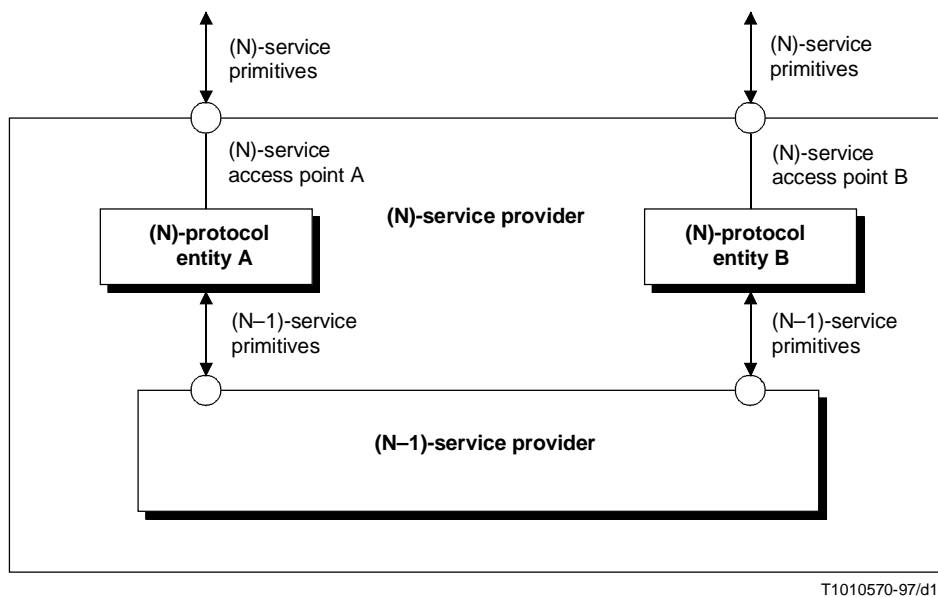 (N)-service
primitives
(N)-service
primitives
(N)-service
access point A
(N)-service
access point B
(N)-service provider
(N)-protocol
entity A
(N)-protocol
entity B
(N–1)-service
primitives
(N–1)-service
primitives
(N–1)-service provider
T1010570-97/d1